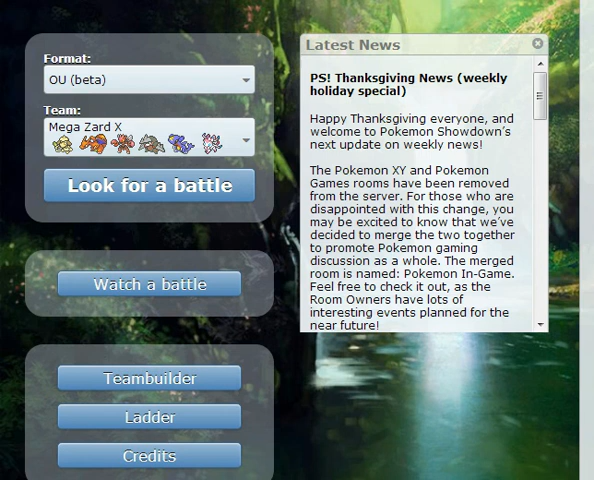 Format:
OU (beta)
Team:
Mega Zard X
Look for a battle
Watch a battle
Teambuilder
Ladder
Credits
Latest News
PS! Thanksgiving News (weekly
holiday special)
Happy Thanksgiving everyone, and
welcome to Pokemon Showdown's
next update on weekly news!
The Pokemon XY and Pokemon
Games rooms have been removed
from the server. For those who are
disappointed with this change, you
may be excited to know that we've
decided to merge the two together
to promote Pokemon gaming
discussion as a whole. The merged
room is named: Pokemon In-Game.
Feel free to check it out, as the
Room Owners have lots of
interesting events planned for the
near future!